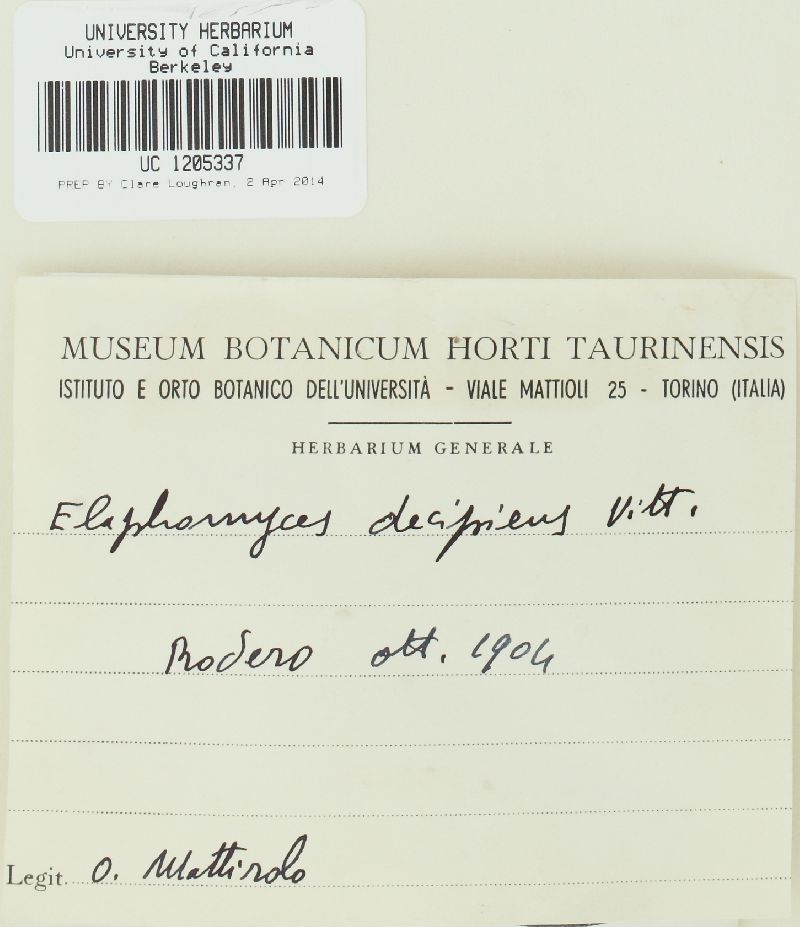 UNIVERSITY HERBARIUM
University of California
Berkeley
UC 1205337
PREP BY Clare Loughran, 2 Apr 2014
MUSEUM BOTANICUM HORTI TAURINENSIS
ISTITUTO E ORTO BOTANICO DELL'UNIVERSITÀ - VIALE MATTIOLI 25 - TORINO (ITALIA)
HERBARIUM GENERALE
Elaphomyces decipiens Vitt.
Rodero ott. 1904
Legit. O. Mattirolo